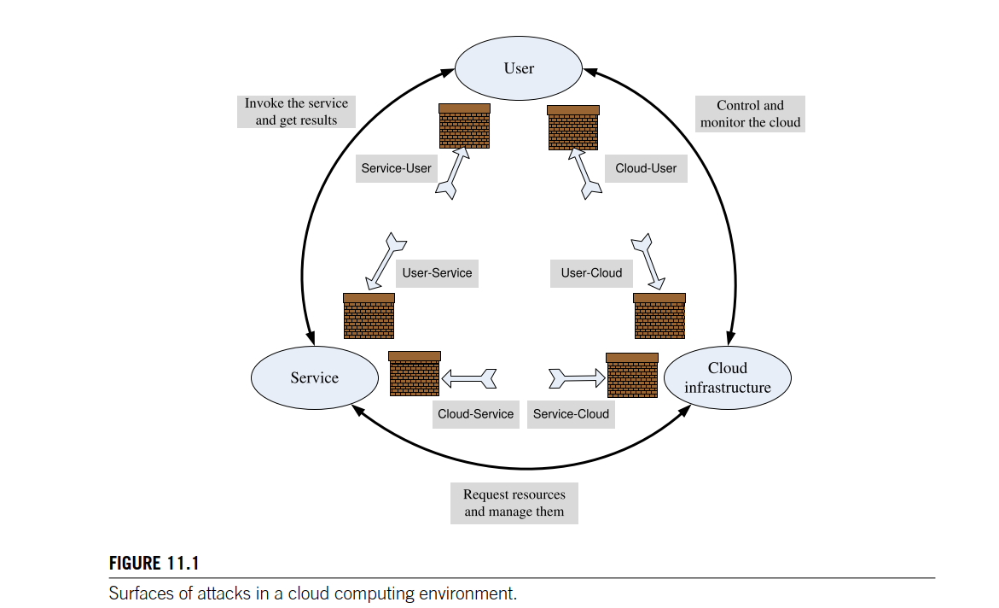 User
Invoke the service
and get results
Control and
monitor the cloud
Service-User
Cloud-User
User-Service
User-Cloud
Service
Cloud
infrastructure
Cloud-Service
Service-Cloud
Request resources
and manage them
FIGURE 11.1
Surfaces of attacks in a cloud computing environment.